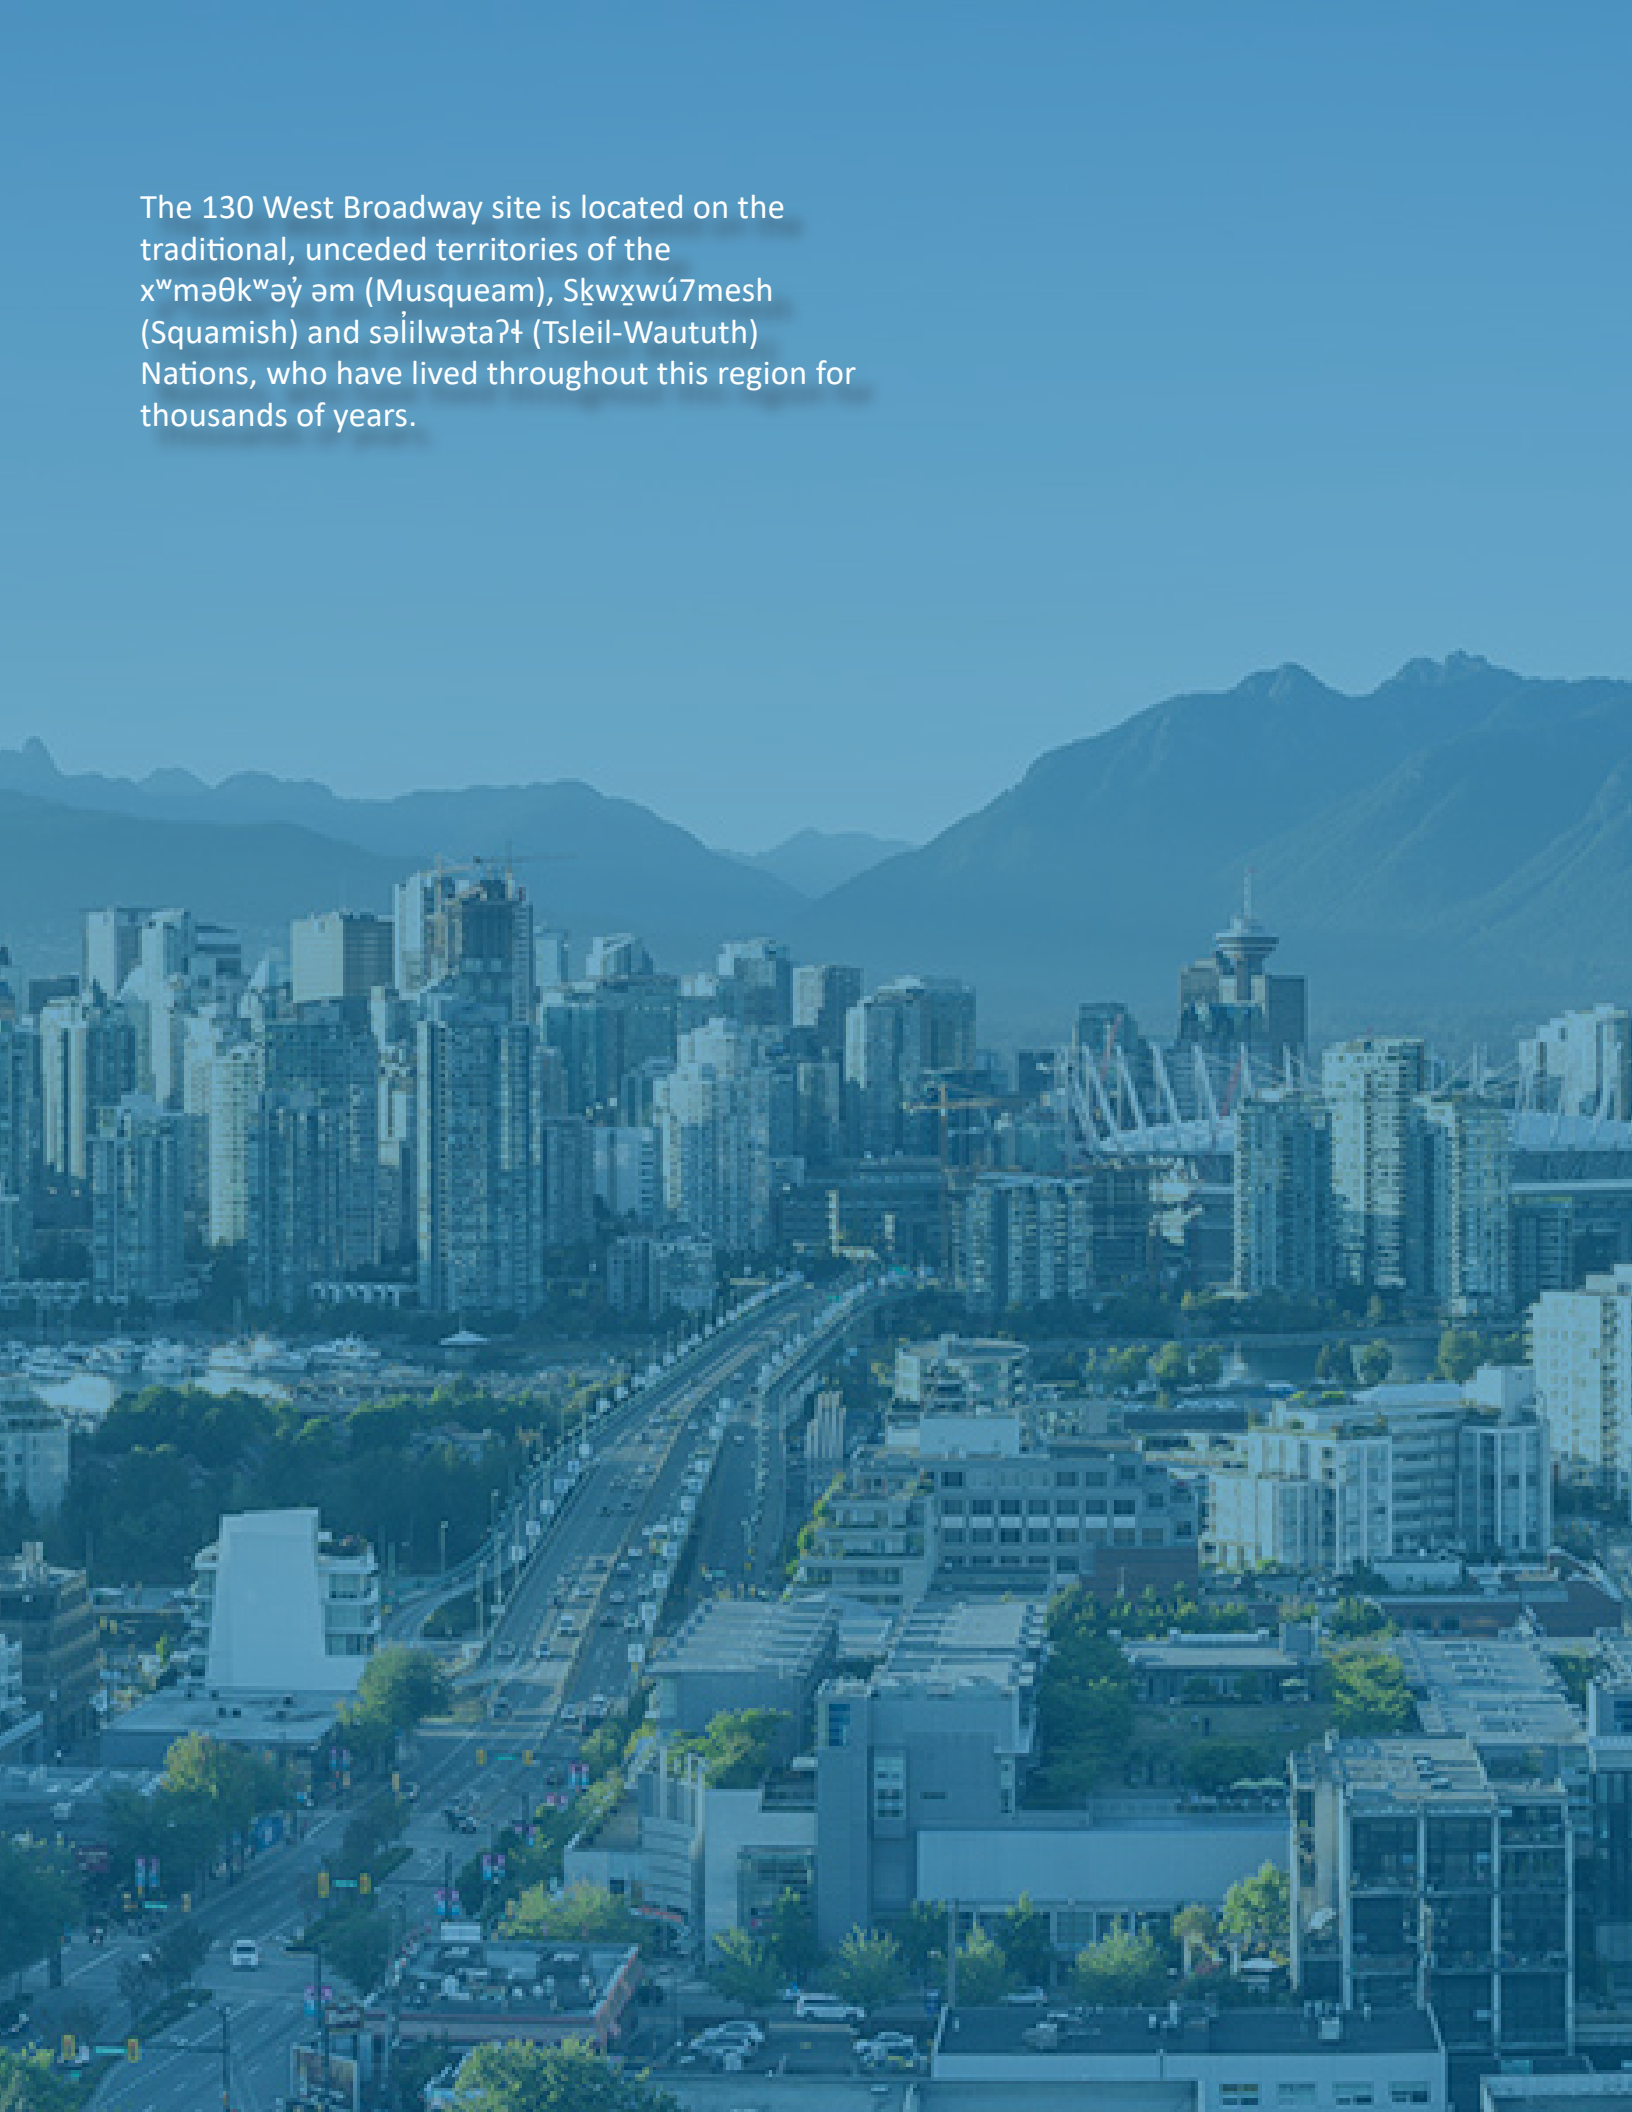 The 130 West Broadway site is located on the
traditional, unceded territories of the
xʷməθkʷəy̓ əm (Musqueam), Sḵwx̱wú7mesh
(Squamish) and səl̓ilwətaʔɬ (Tsleil-Waututh)
Nations, who have lived throughout this region for
thousands of years.